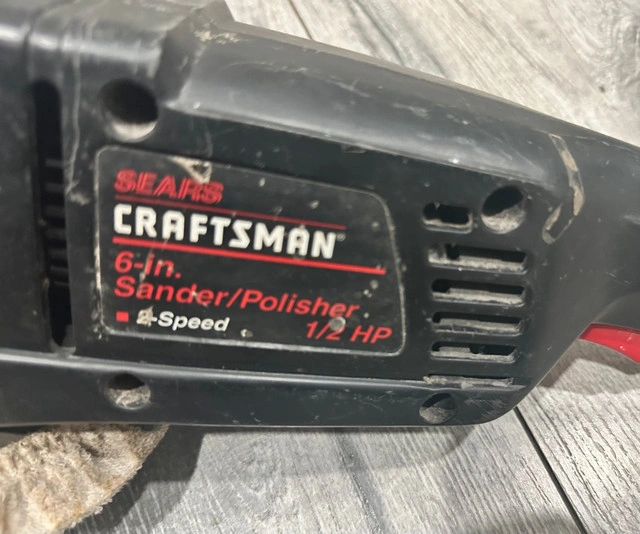 SEARS
CRAFTSMAN
6-in.
Sander/Polisher
2-Speed
1/2 HP